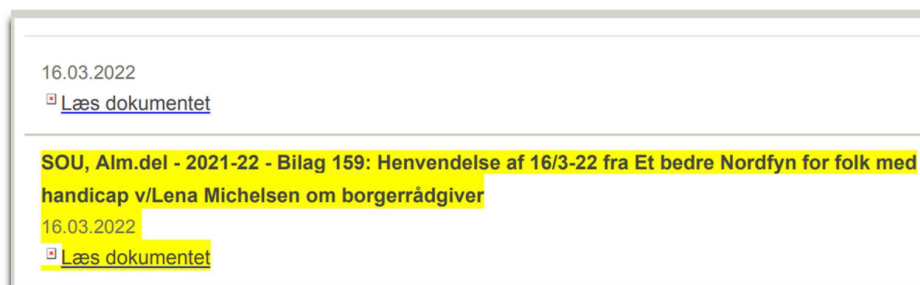 16.03.2022
Læs dokumentet
SOU, Alm.del - 2021-22 - Bilag 159: Henvendelse af 16/3-22 fra Et bedre Nordfyn for folk med
handicap v/Lena Michelsen om borgerrådgiver
16.03.2022
Læs dokumentet